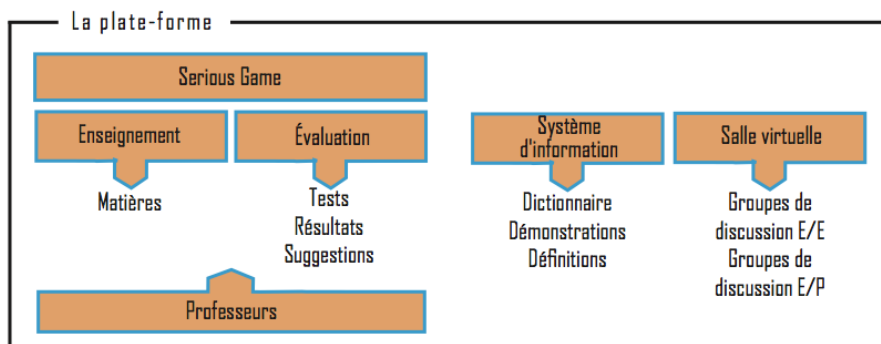 La plate-forme
Serious Game
Enseignement
Évaluation
Matières
Tests
Résultats
Suggestions
Professeurs
Système
d'information
Dictionnaire
Démonstrations
Définitions
Salle virtuelle
Groupes de
discussion E/E
Groupes de
discussion E/P